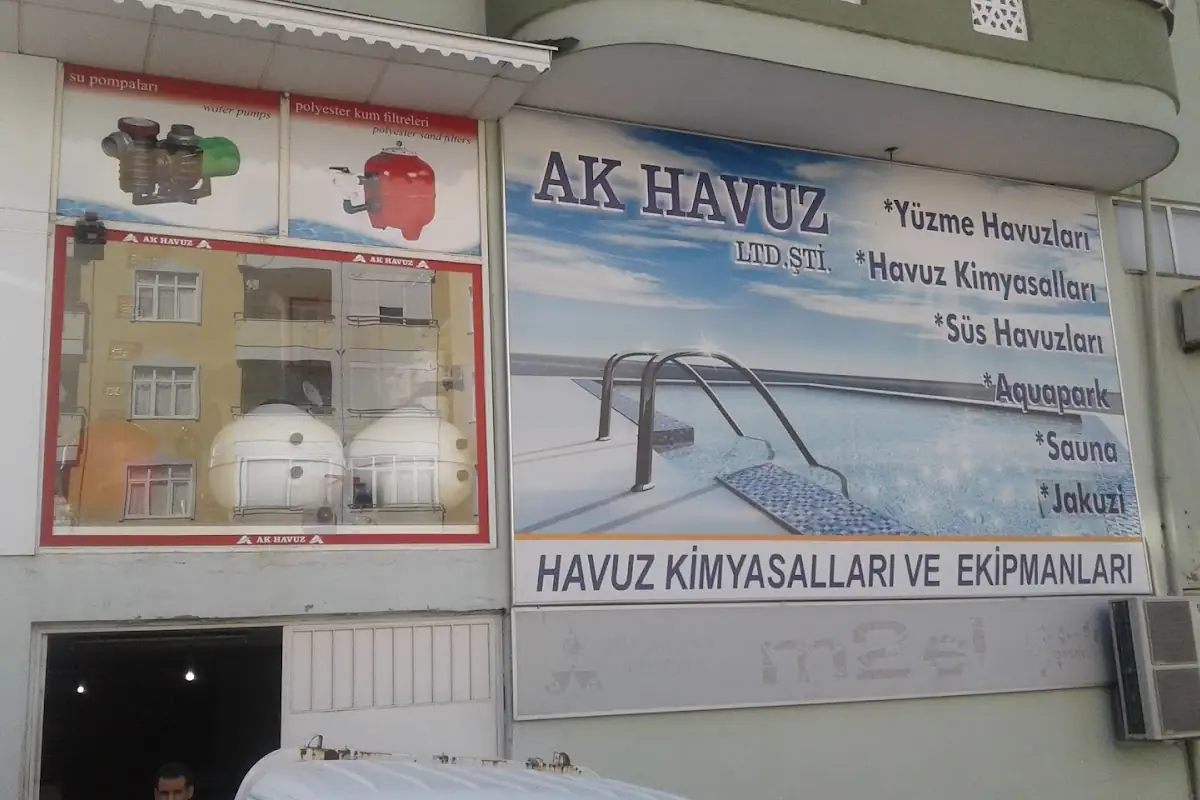 su pompaları
water pumps
polyester kum filtreleri
polyester sand filters
AK HAVUZ
AK HAVUZ
AK HAVUZ
AK HAVUZ
LTD.ŞTİ.
*Yüzme Havuzları
*Havuz Kimyasalları
*Süs Havuzları
*Aquapark
*Sauna
*Jakuzi
HAVUZ KİMYASALLARI VE EKİPMANLARI